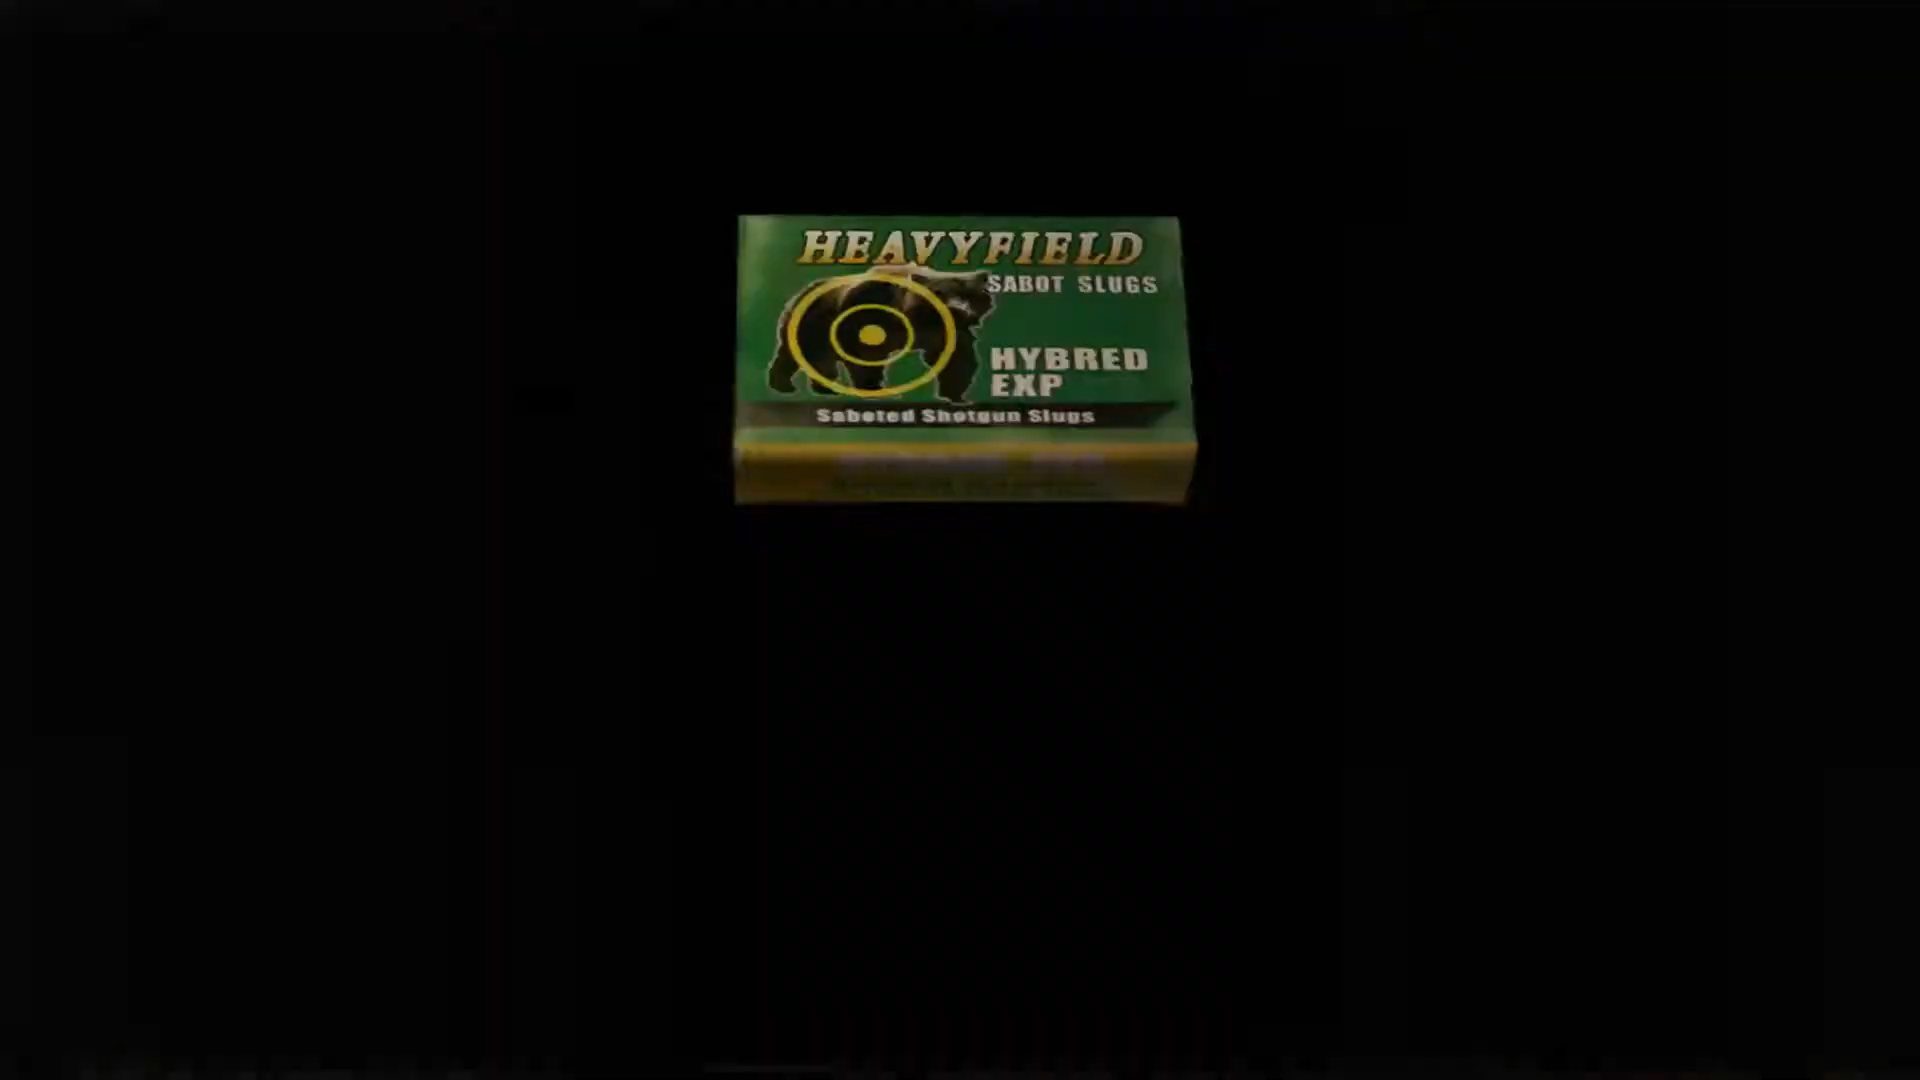 HEAVYFIELD
SABOT SLUGS
HYBRED
EXP
Saboted Shotgun Slugs